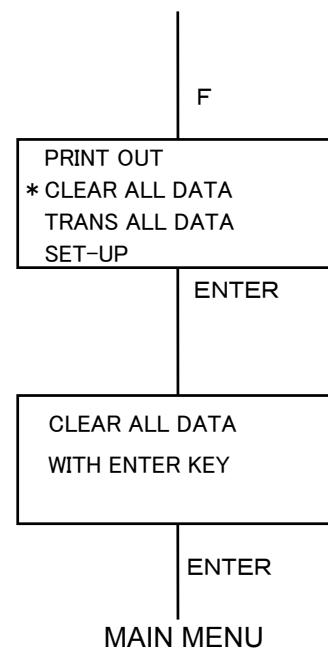 F
PRINT OUT
* CLEAR ALL DATA
TRANS ALL DATA
SET-UP
ENTER
CLEAR ALL DATA
WITH ENTER KEY
ENTER
MAIN MENU